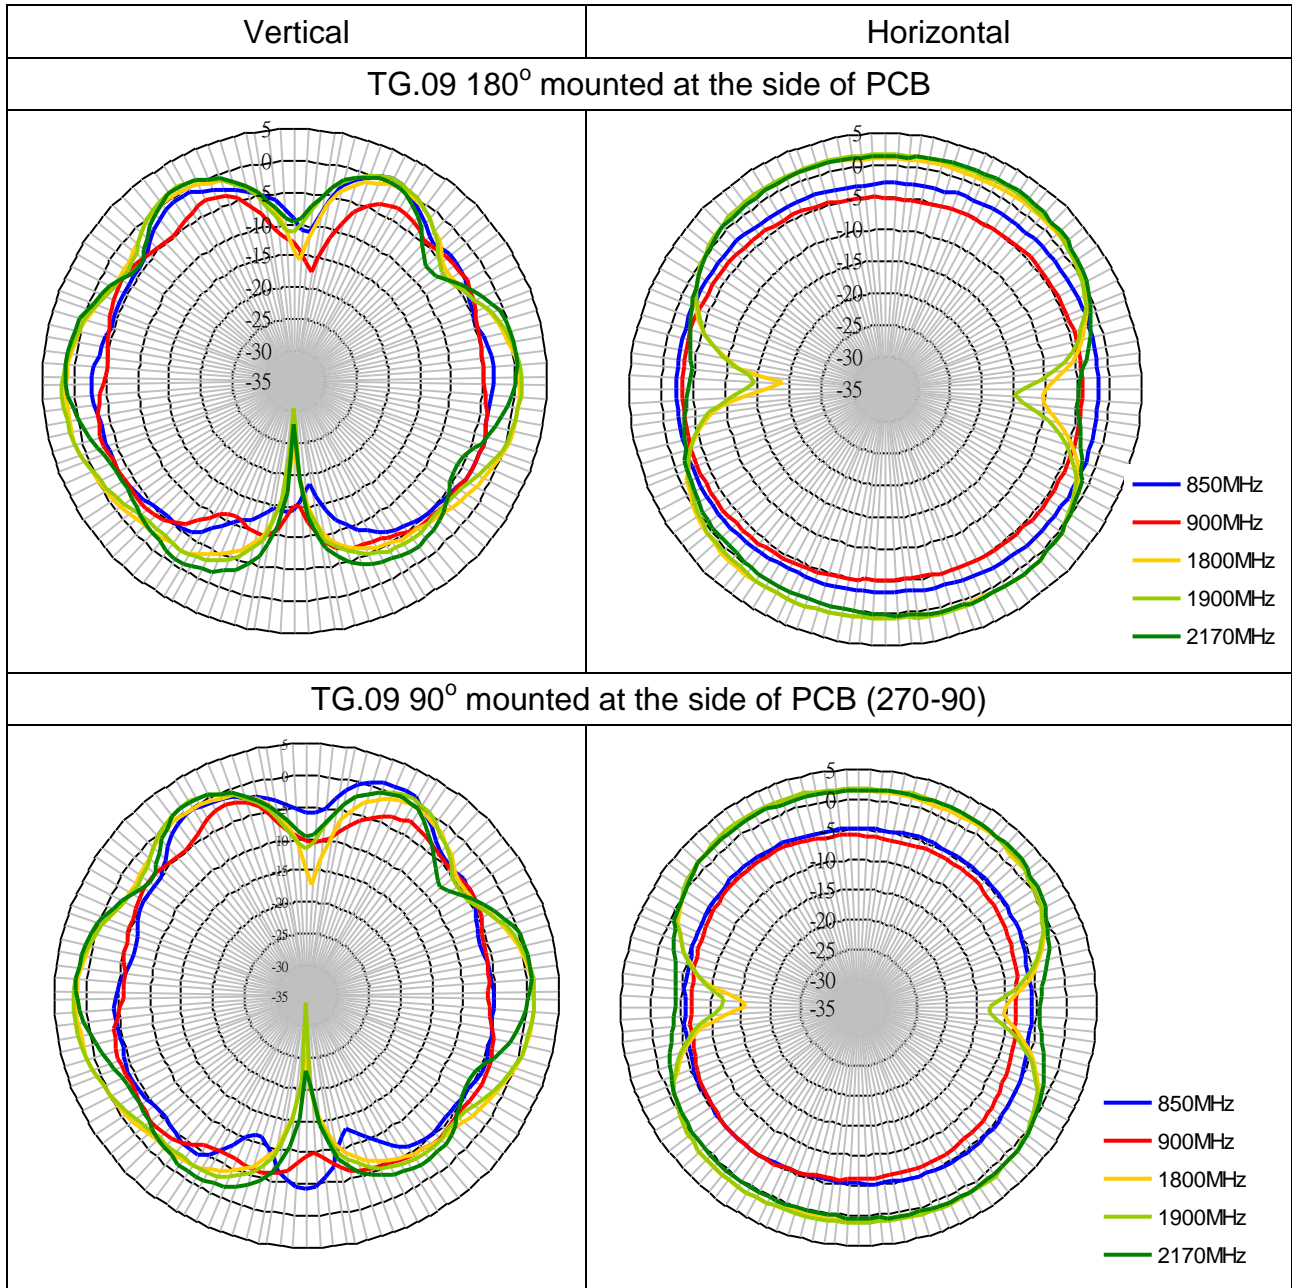 Vertical
Horizontal
TG.09 180° mounted at the side of PCB
5
0
-5
-10
-15
-20
-25
-30
-35
5
0
-5
-10
-15
-20
-25
-30
-35
850MHz
900MHz
1800MHz
1900MHz
2170MHz
TG.09 90° mounted at the side of PCB (270-90)
5
0
-5
-10
-15
-20
-25
-30
-35
5
0
-5
-10
-15
-20
-25
-30
-35
850MHz
900MHz
1800MHz
1900MHz
2170MHz